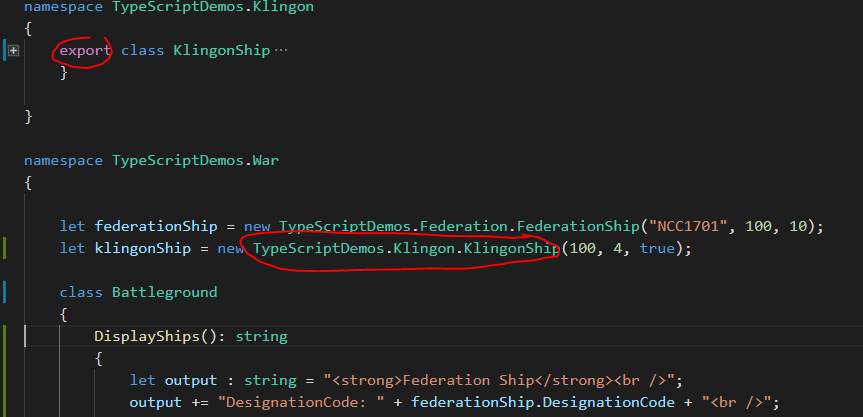 namespace TypeScriptDemos.Klingon
{
export class KlingonShip ...
}
}
namespace TypeScriptDemos.War
{
let federationShip = new TypeScriptDemos.Federation.FederationShip("NCC1701", 100, 10);
let klingonShip = new TypeScriptDemos.Klingon.KlingonShip(100, 4, true);
class Battleground
{
DisplayShips(): string
{
let output : string = "<strong>Federation Ship</strong><br />";
output += "DesignationCode: " + federationShip.DesignationCode + "<br />";